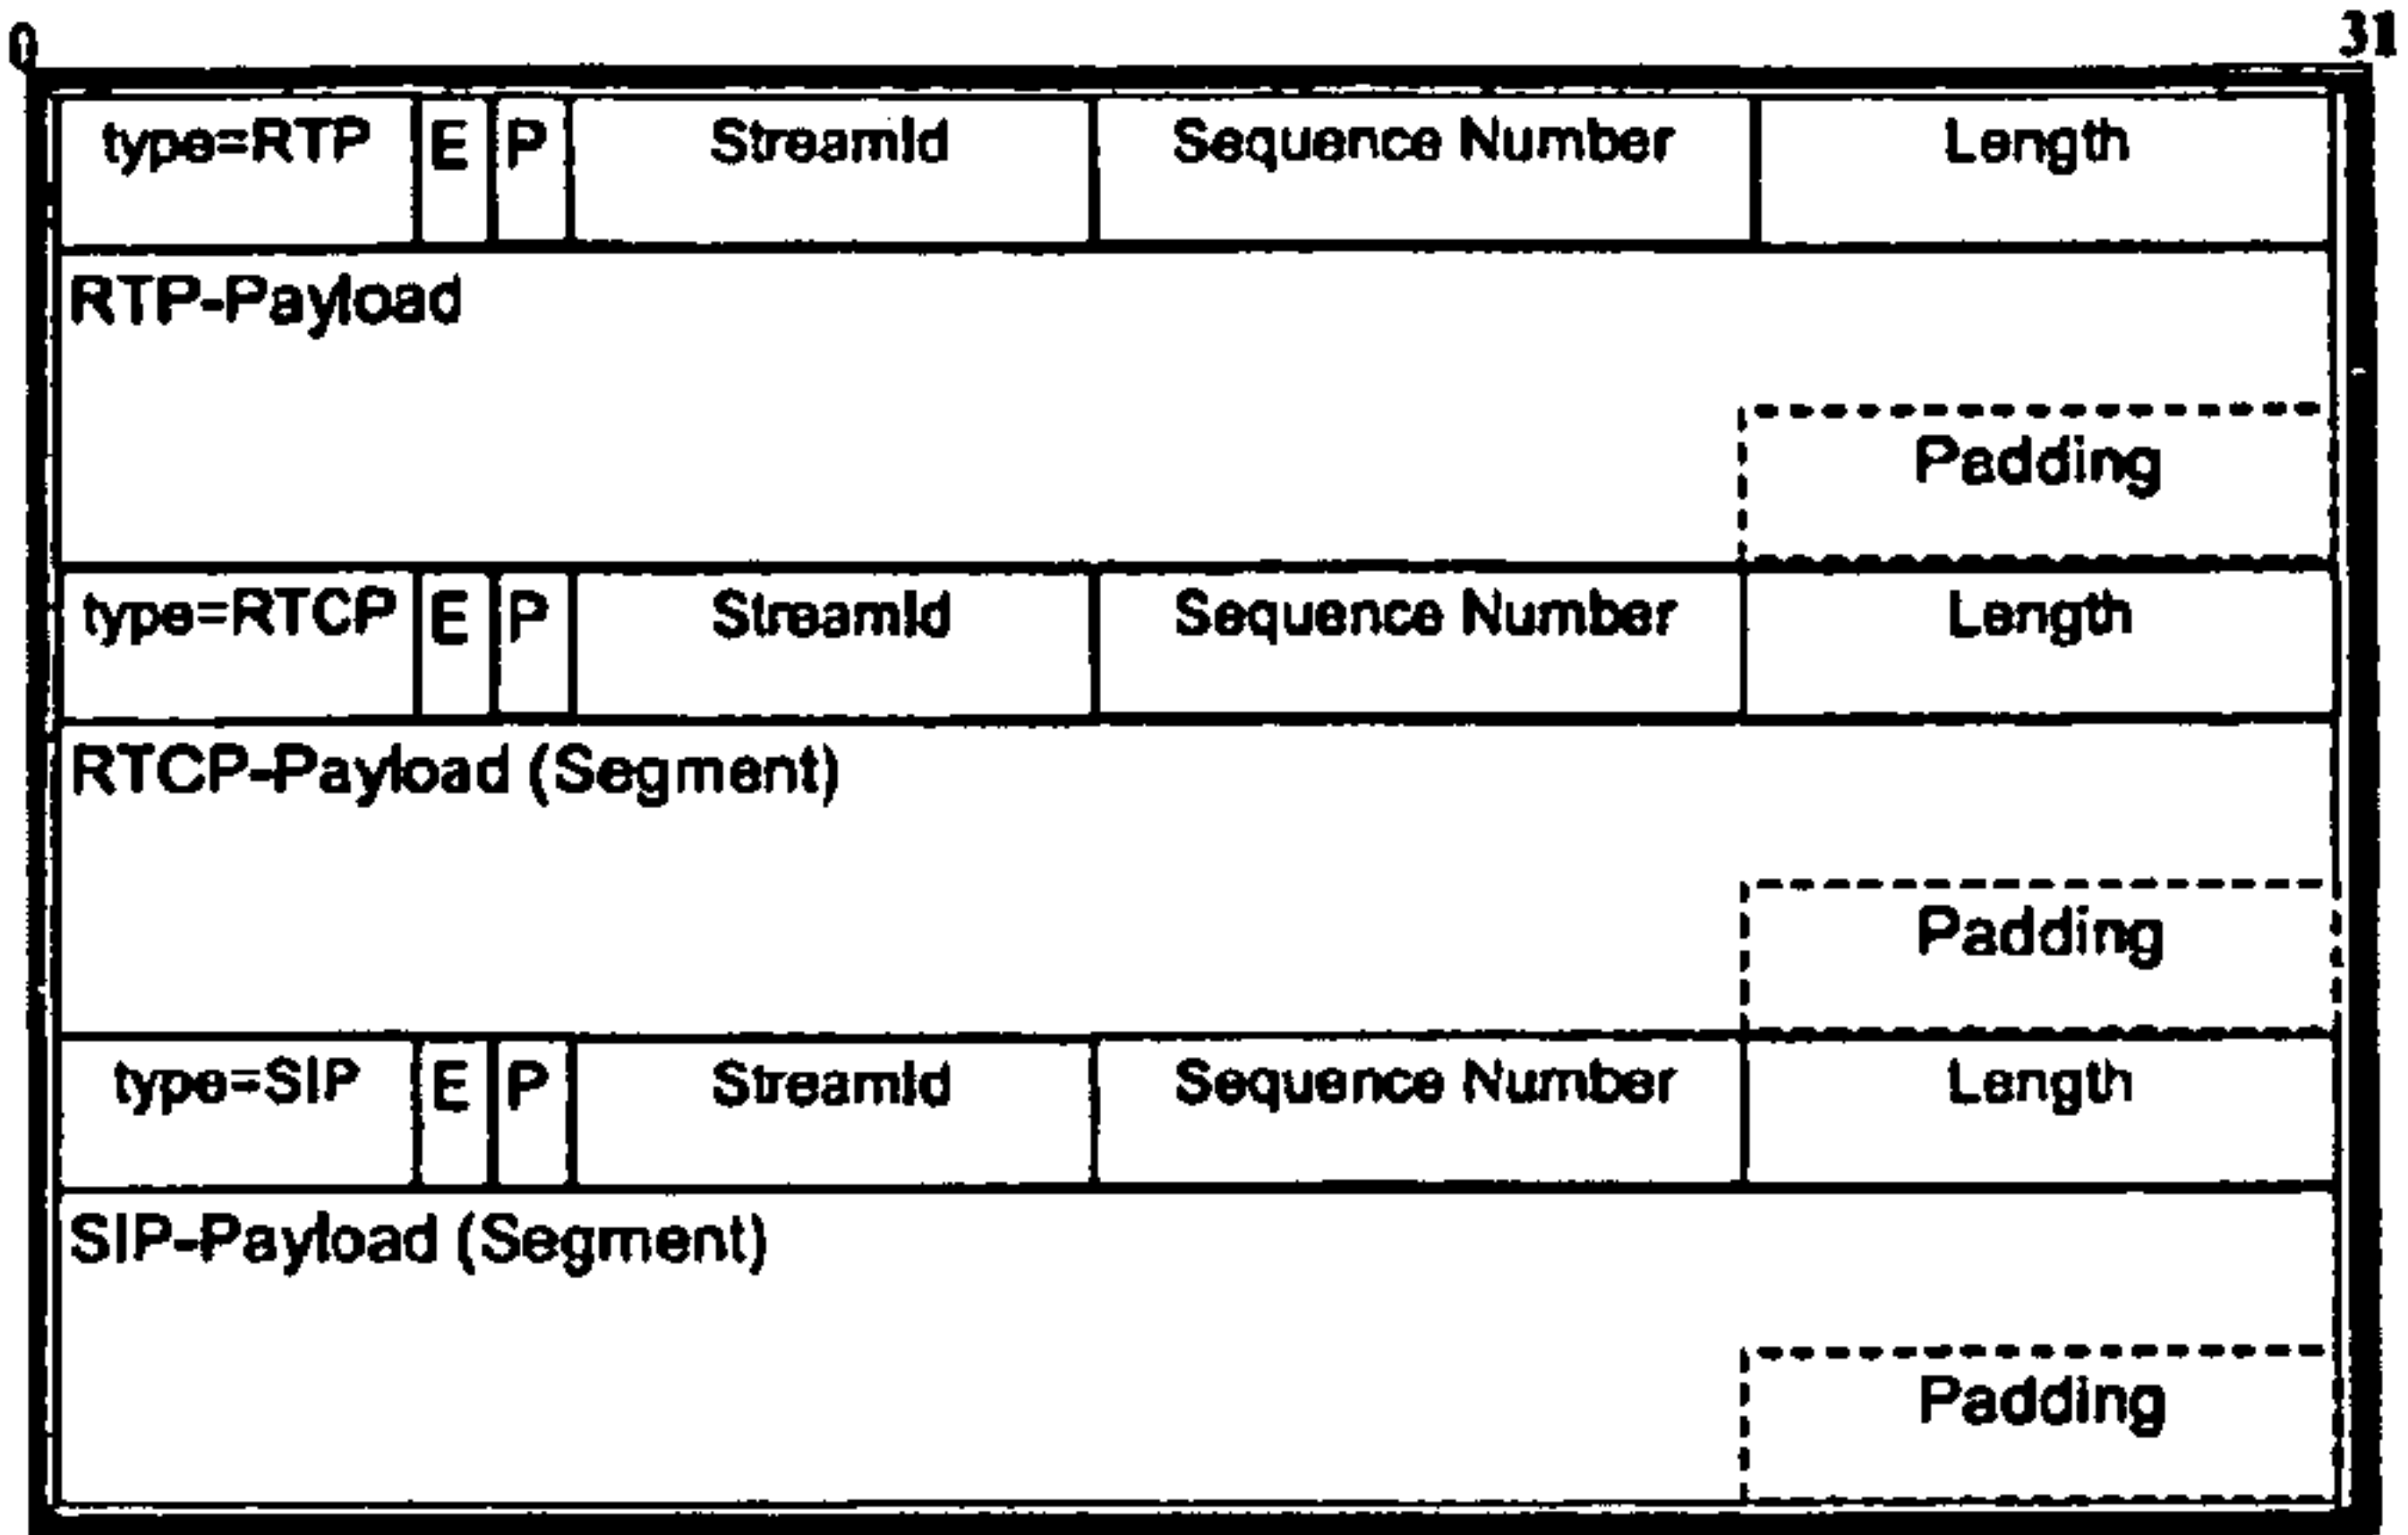 0 31
type=RTP E P StreamId Sequence Number Length
RTP-Payload
Padding
type=RTCP E P StreamId Sequence Number Length
RTCP-Payload (Segment)
Padding
type=SIP E P StreamId Sequence Number Length
SIP-Payload (Segment)
Padding